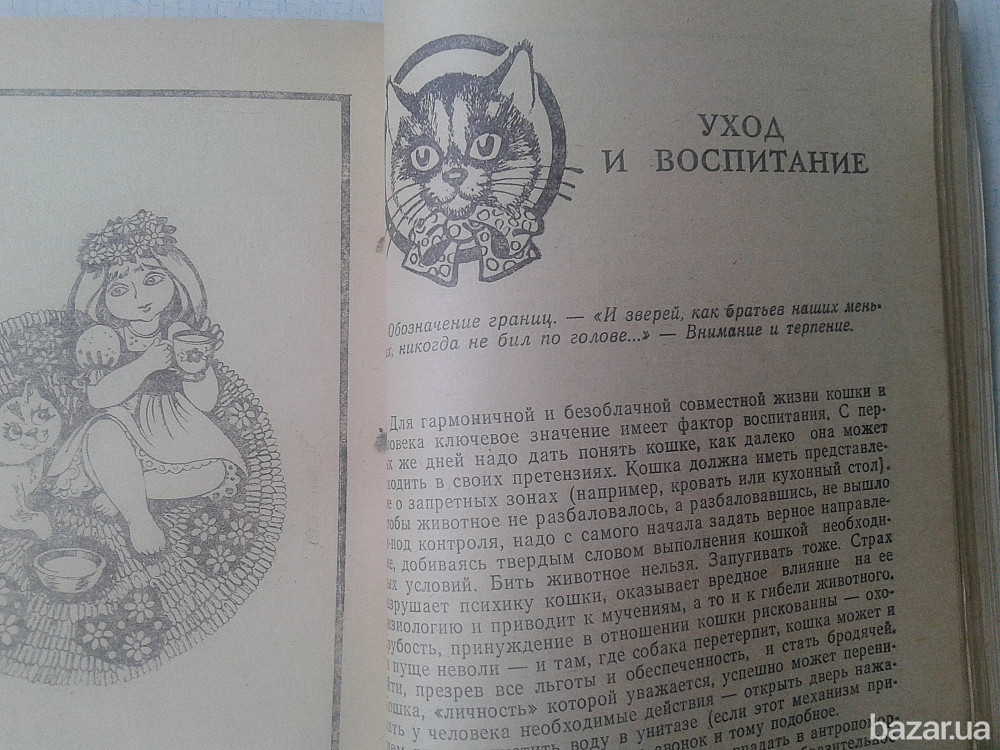 УХОД
И ВОСПИТАНИЕ
Обозначение границ. — «И зверей, как братьев наших мень-
никогда не бил по голове...» — Внимание и терпение.
Для гармоничной и безоблачной совместной жизни кошки и
ловека ключевое значение имеет фактор воспитания. С пер-
же дней надо дать понять кошке, как далеко она может
ходить в своих претензиях. Кошка должна иметь представле-
е о запретных зонах (например, кровать или кухонный стол).
обы животное не разбаловалось, а разбаловавшись, не вышло
-под контроля, надо с самого начала задать верное направле-
е, добиваясь твердым словом выполнения кошкой необходи-
ых условий. Бить животное нельзя. Запугивать тоже. Страх
зрушает психику кошки, оказывает вредное влияние на ее
зиологию и приводит к мучениям, а то и к гибели животного.
рубость, принуждение в отношении кошки рискованны — охо-
пуще неволи — и там, где собака перетерпит, кошка может и
йти, презрев все льготы и обеспеченность, и стать бродячей.
ошка, «личность» которой уважается, успешно может перени-
ать у человека необходимые действия — открыть дверь нажа-
тить воду в унитазе (если этот механизм при-
звонок и тому подобное.
впадать в антропомор-
bazar.ua